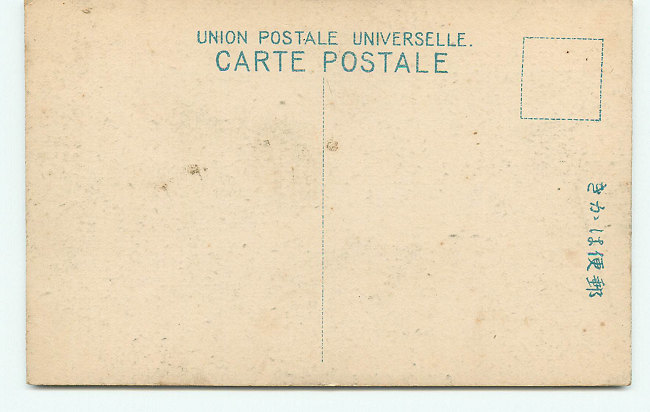 UNION POSTALE UNIVERSELLE.
CARTE POSTALE
郵便はかき